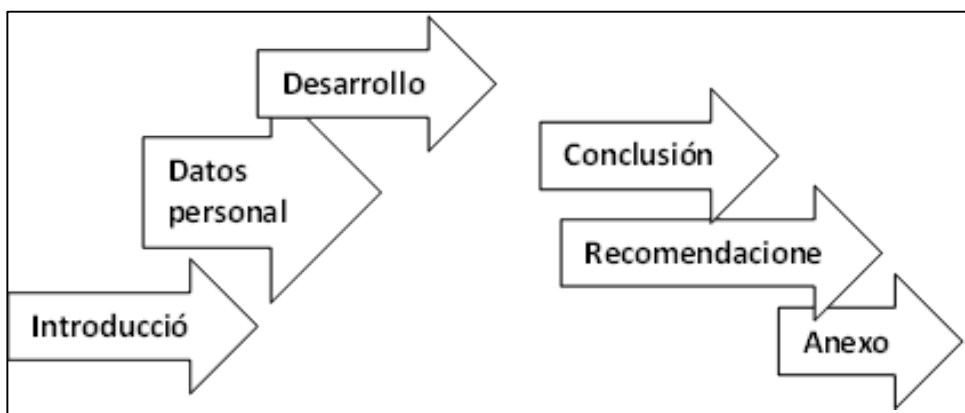 Introducció
Datos
personal
Desarrollo
Conclusión
Recomendacione
Anexo